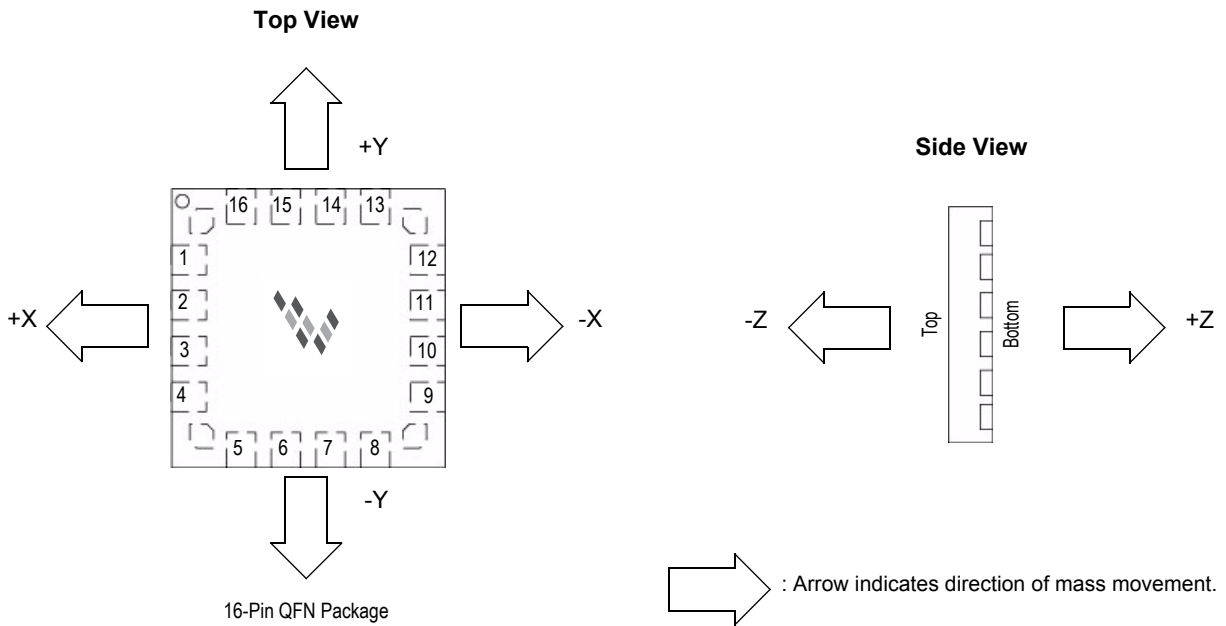 Top View
+Y
Side View
16 15 14 13
1 12
2 11
+X -X
3 10
4 9
5 6 7 8
-Y
-Z Top Bottom +Z
: Arrow indicates direction of mass movement.
16-Pin QFN Package